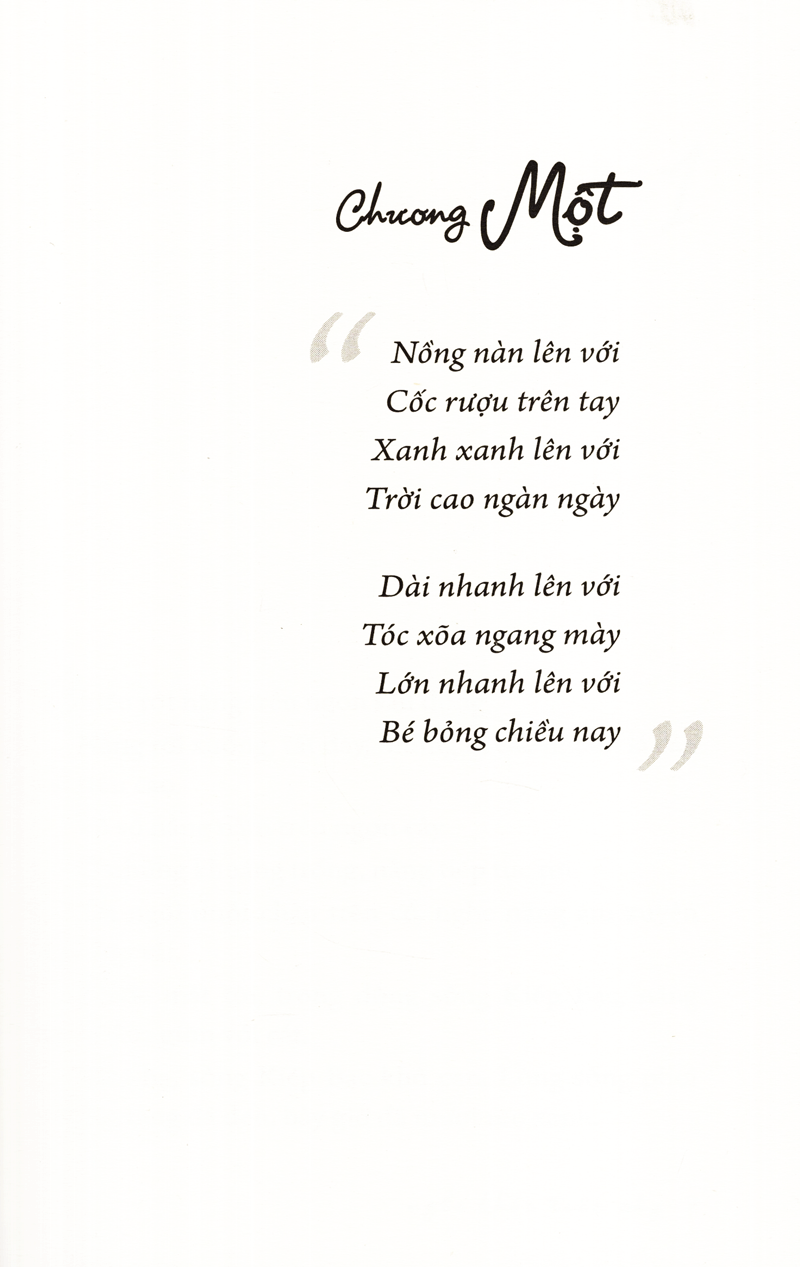 Chương Một
“Nồng nàn lên với
Cốc rượu trên tay
Xanh xanh lên với
Trời cao ngàn ngày
Dài nhanh lên với
Tóc xõa ngang mày
Lớn nhanh lên với
Bé bỏng chiều nay”